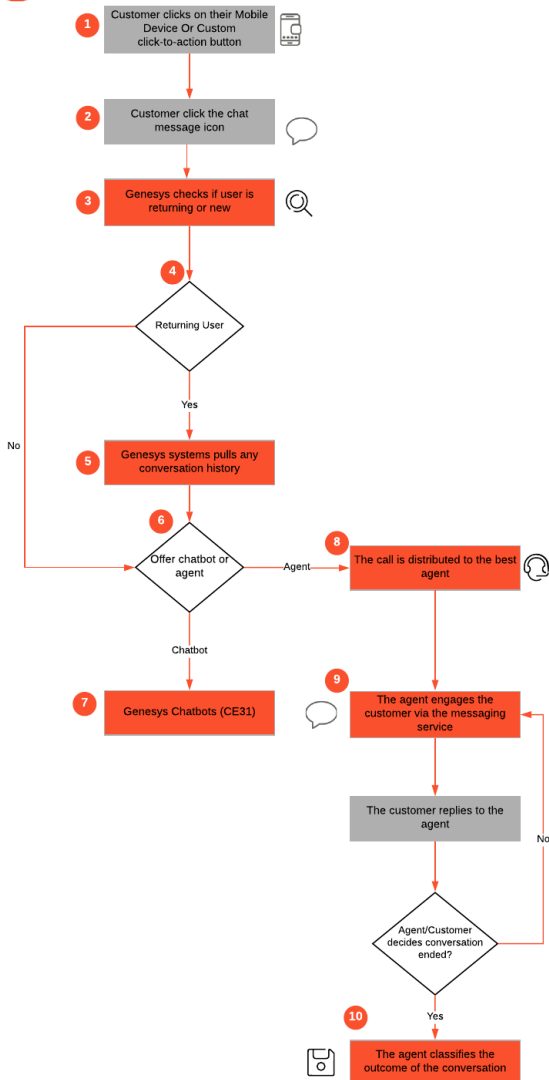 1
Customer clicks on their Mobile
Device Or Custom
click-to-action button
2
Customer click the chat
message icon
3
Genesys checks if user is
returning or new
4
Returning User
No
Yes
5
Genesys systems pulls any
conversation history
6
Offer chatbot or
agent
Agent
8
The call is distributed to the best
agent
Chatbot
7
Genesys Chatbots (CE31)
9
The agent engages the
customer via the messaging
service
The customer replies to the
agent
No
Agent/Customer
decides conversation
ended?
Yes
10
The agent classifies the
outcome of the conversation